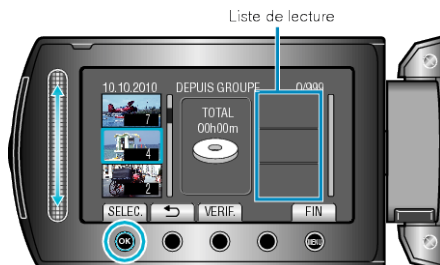 Liste de lecture
10.10.2010 DEPUIS GROUPE 0/999
7
TOTAL
00h00m
4
2
SELEC. VERIF. FIN
OK MENU